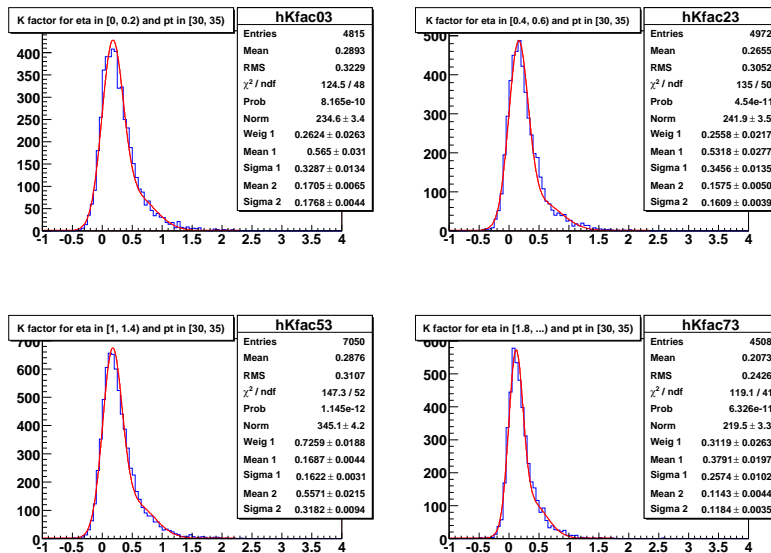 K factor for eta in [0, 0.2) and pt in [30, 35)
hKfac03
Entries 4815
Mean 0.2893
RMS 0.3229
χ² / ndf 124.5 / 48
Prob 8.165e-10
Norm 234.6 ± 3.4
Weig 1 0.2624 ± 0.0263
Mean 1 0.565 ± 0.031
Sigma 1 0.3287 ± 0.0134
Mean 2 0.1705 ± 0.0065
Sigma 2 0.1768 ± 0.0044
400
350
300
250
200
150
100
50
0
-1 -0.5 0 0.5 1 1.5 2 2.5 3 3.5 4
K factor for eta in [0.4, 0.6) and pt in [30, 35)
hKfac23
Entries 4972
Mean 0.2655
RMS 0.3052
χ² / ndf 135 / 50
Prob 4.54e-11
Norm 241.9 ± 3.5
Weig 1 0.2558 ± 0.0217
Mean 1 0.5318 ± 0.0277
Sigma 1 0.3456 ± 0.0135
Mean 2 0.1575 ± 0.0050
Sigma 2 0.1609 ± 0.0039
500
400
300
200
100
0
-1 -0.5 0 0.5 1 1.5 2 2.5 3 3.5 4
K factor for eta in [1, 1.4) and pt in [30, 35)
hKfac53
Entries 7050
Mean 0.2876
RMS 0.3107
χ² / ndf 147.3 / 52
Prob 1.145e-12
Norm 345.1 ± 4.2
Weig 1 0.7259 ± 0.0188
Mean 1 0.1687 ± 0.0044
Sigma 1 0.1622 ± 0.0031
Mean 2 0.5571 ± 0.0215
Sigma 2 0.3182 ± 0.0094
700
600
500
400
300
200
100
0
-1 -0.5 0 0.5 1 1.5 2 2.5 3 3.5 4
K factor for eta in [1.8, ...) and pt in [30, 35)
hKfac73
Entries 4508
Mean 0.2073
RMS 0.2426
χ² / ndf 119.1 / 41
Prob 6.326e-11
Norm 219.5 ± 3.3
Weig 1 0.3119 ± 0.0263
Mean 1 0.3791 ± 0.0197
Sigma 1 0.2574 ± 0.0102
Mean 2 0.1143 ± 0.0044
Sigma 2 0.1184 ± 0.0035
600
500
400
300
200
100
0
-1 -0.5 0 0.5 1 1.5 2 2.5 3 3.5 4